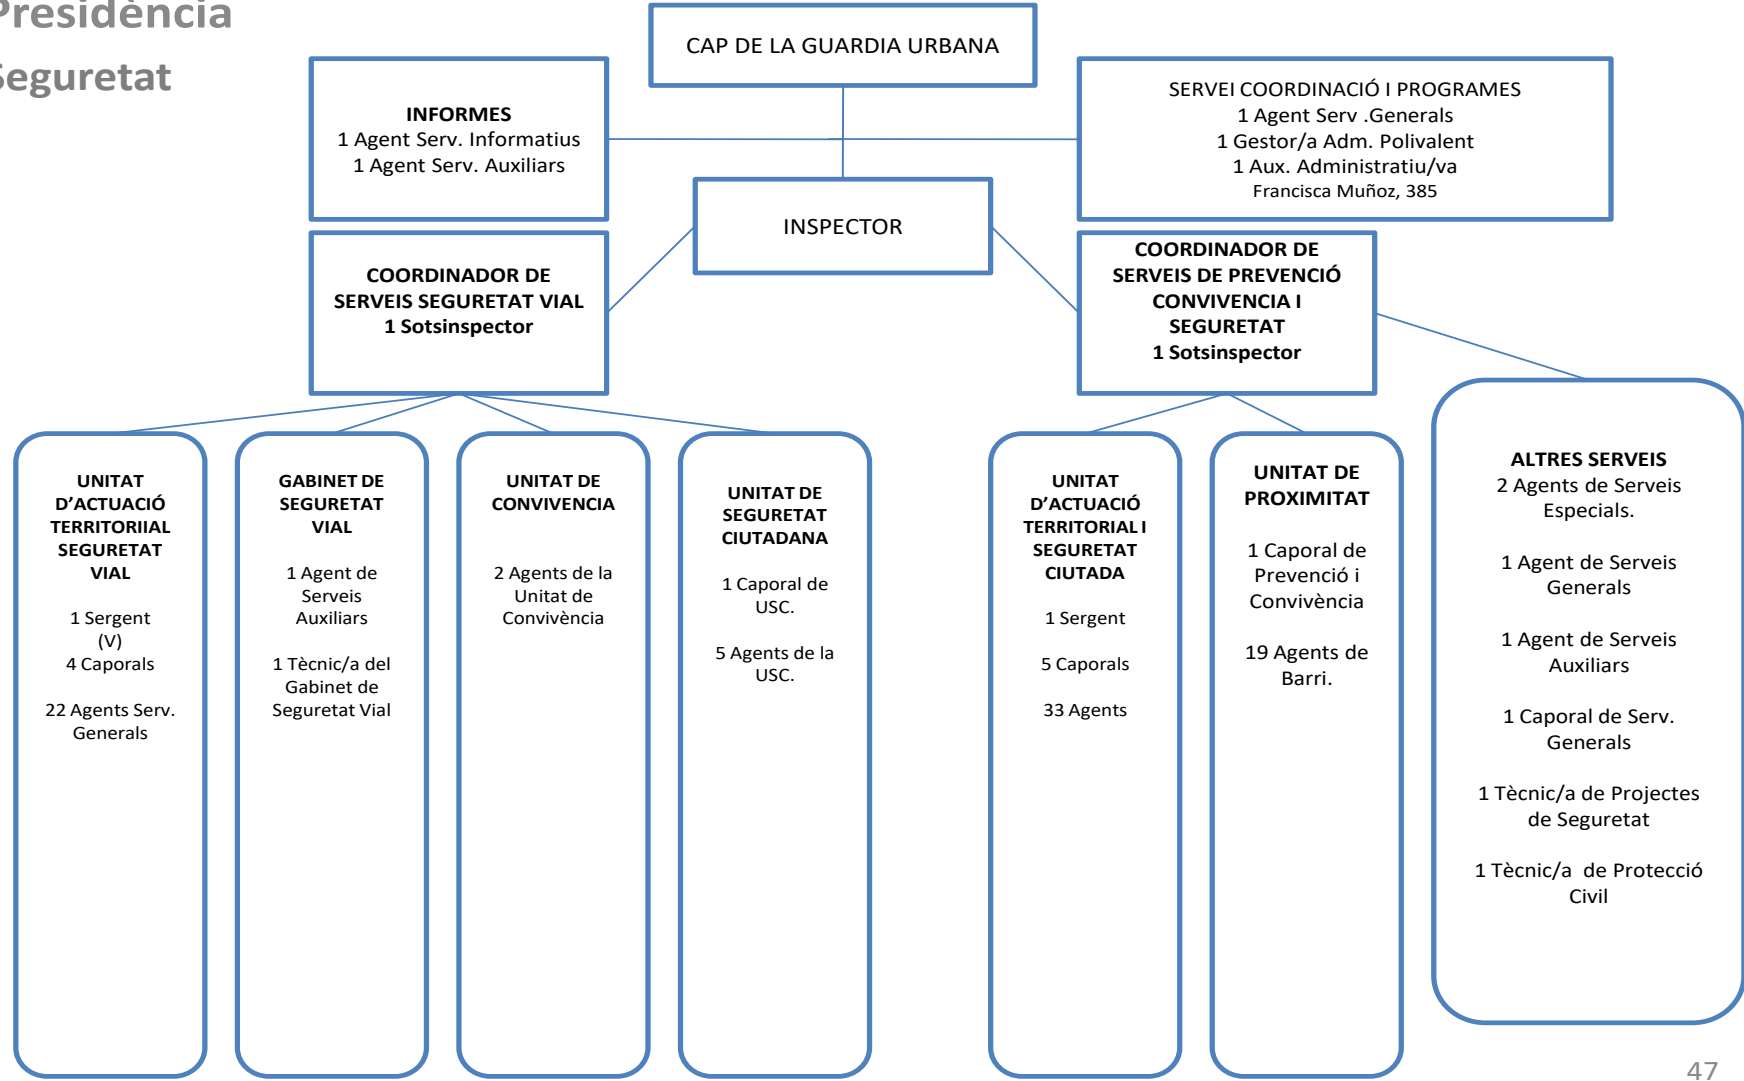 Presidència
Seguretat
CAP DE LA GUARDIA URBANA
INFORMES
1 Agent Serv. Informatius
1 Agent Serv. Auxiliars
SERVEI COORDINACIÓ I PROGRAMES
1 Agent Serv .Generals
1 Gestor/a Adm. Polivalent
1 Aux. Administratiu/va
Francisca Muñoz, 385
INSPECTOR
COORDINADOR DE
SERVEIS SEGURETAT VIAL
1 Sotsinspector
COORDINADOR DE
SERVEIS DE PREVENCIÓ
CONVIVENCIA I
SEGURETAT
1 Sotsinspector
UNITAT
D’ACTUACIÓ
TERRITORIIAL
SEGURETAT
VIAL
1 Sergent
(V)
4 Caporals
22 Agents Serv.
Generals
GABINET DE
SEGURETAT
VIAL
1 Agent de
Serveis
Auxiliars
1 Tècnic/a del
Gabinet de
Seguretat Vial
UNITAT DE
CONVIVENCIA
2 Agents de la
Unitat de
Convivència
UNITAT DE
SEGURETAT
CIUTADANA
1 Caporal de
USC.
5 Agents de la
USC.
UNITAT
D’ACTUACIÓ
TERRITORIAL I
SEGURETAT
CIUTADA
1 Sergent
5 Caporals
33 Agents
UNITAT DE
PROXIMITAT
1 Caporal de
Prevenció i
Convivència
19 Agents de
Barri.
ALTRES SERVEIS
2 Agents de Serveis
Especials.
1 Agent de Serveis
Generals
1 Agent de Serveis
Auxiliars
1 Caporal de Serv.
Generals
1 Tècnic/a de Projectes
de Seguretat
1 Tècnic/a de Protecció
Civil
47